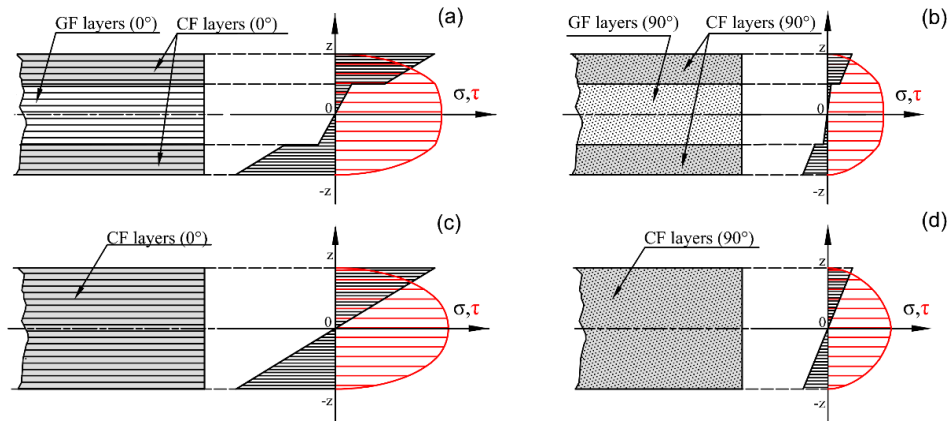 (a)
GF layers (0°) CF layers (0°)
z
σ,τ
0
-z
(b)
GF layers (90°) CF layers (90°)
z
σ,τ
0
-z
(c)
CF layers (0°)
z
σ,τ
0
-z
(d)
CF layers (90°)
z
σ,τ
0
-z